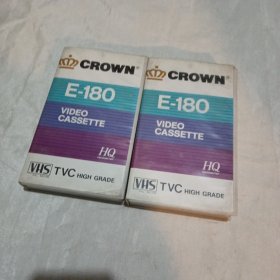 CROWN®
E-180
VIDEO
CASSETTE
HQ
VHS TVC HIGH GRADE
CROWN®
E-180
VIDEO
CASSETTE
HQ
VHS TVC HIGH GRADE